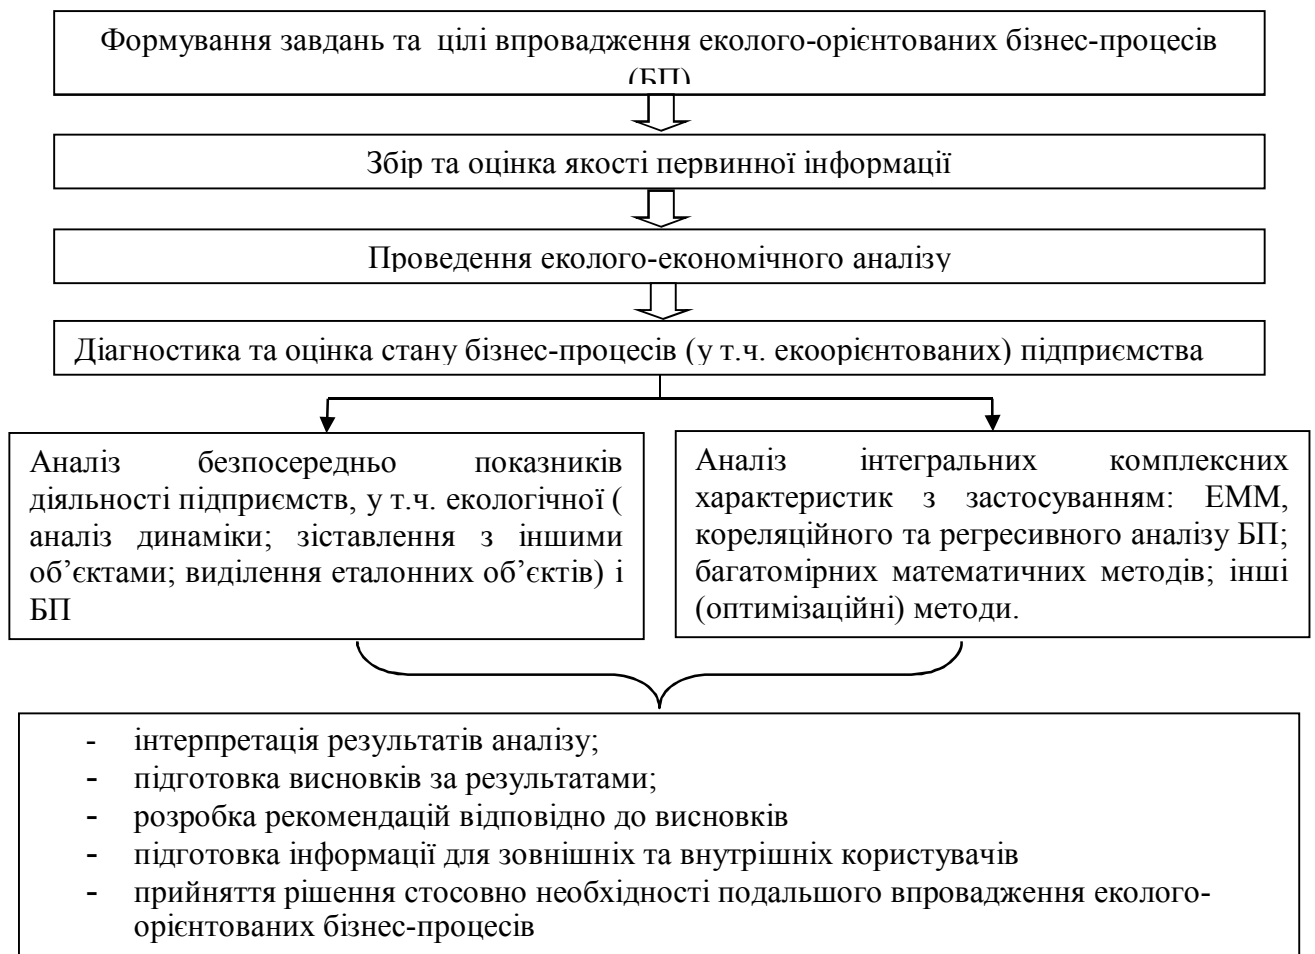 Формування завдань та цілі впровадження еколого-орієнтованих бізнес-процесів
(БП)
Збір та оцінка якості первинної інформації
Проведення еколого-економічного аналізу
Діагностика та оцінка стану бізнес-процесів (у т.ч. екоорієнтованих) підприємства
Аналіз безпосередньо показників
діяльності підприємств, у т.ч. екологічної (
аналіз динаміки; зіставлення з іншими
об’єктами; виділення еталонних об’єктів) і
БП
Аналіз інтегральних комплексних
характеристик з застосуванням: ЕММ,
кореляційного та регресивного аналізу БП;
багатомірних математичних методів; інші
(оптимізаційні) методи.
- інтерпретація результатів аналізу;
- підготовка висновків за результатами;
- розробка рекомендацій відповідно до висновків
- підготовка інформації для зовнішніх та внутрішніх користувачів
- прийняття рішення стосовно необхідності подальшого впровадження еколого-
орієнтованих бізнес-процесів